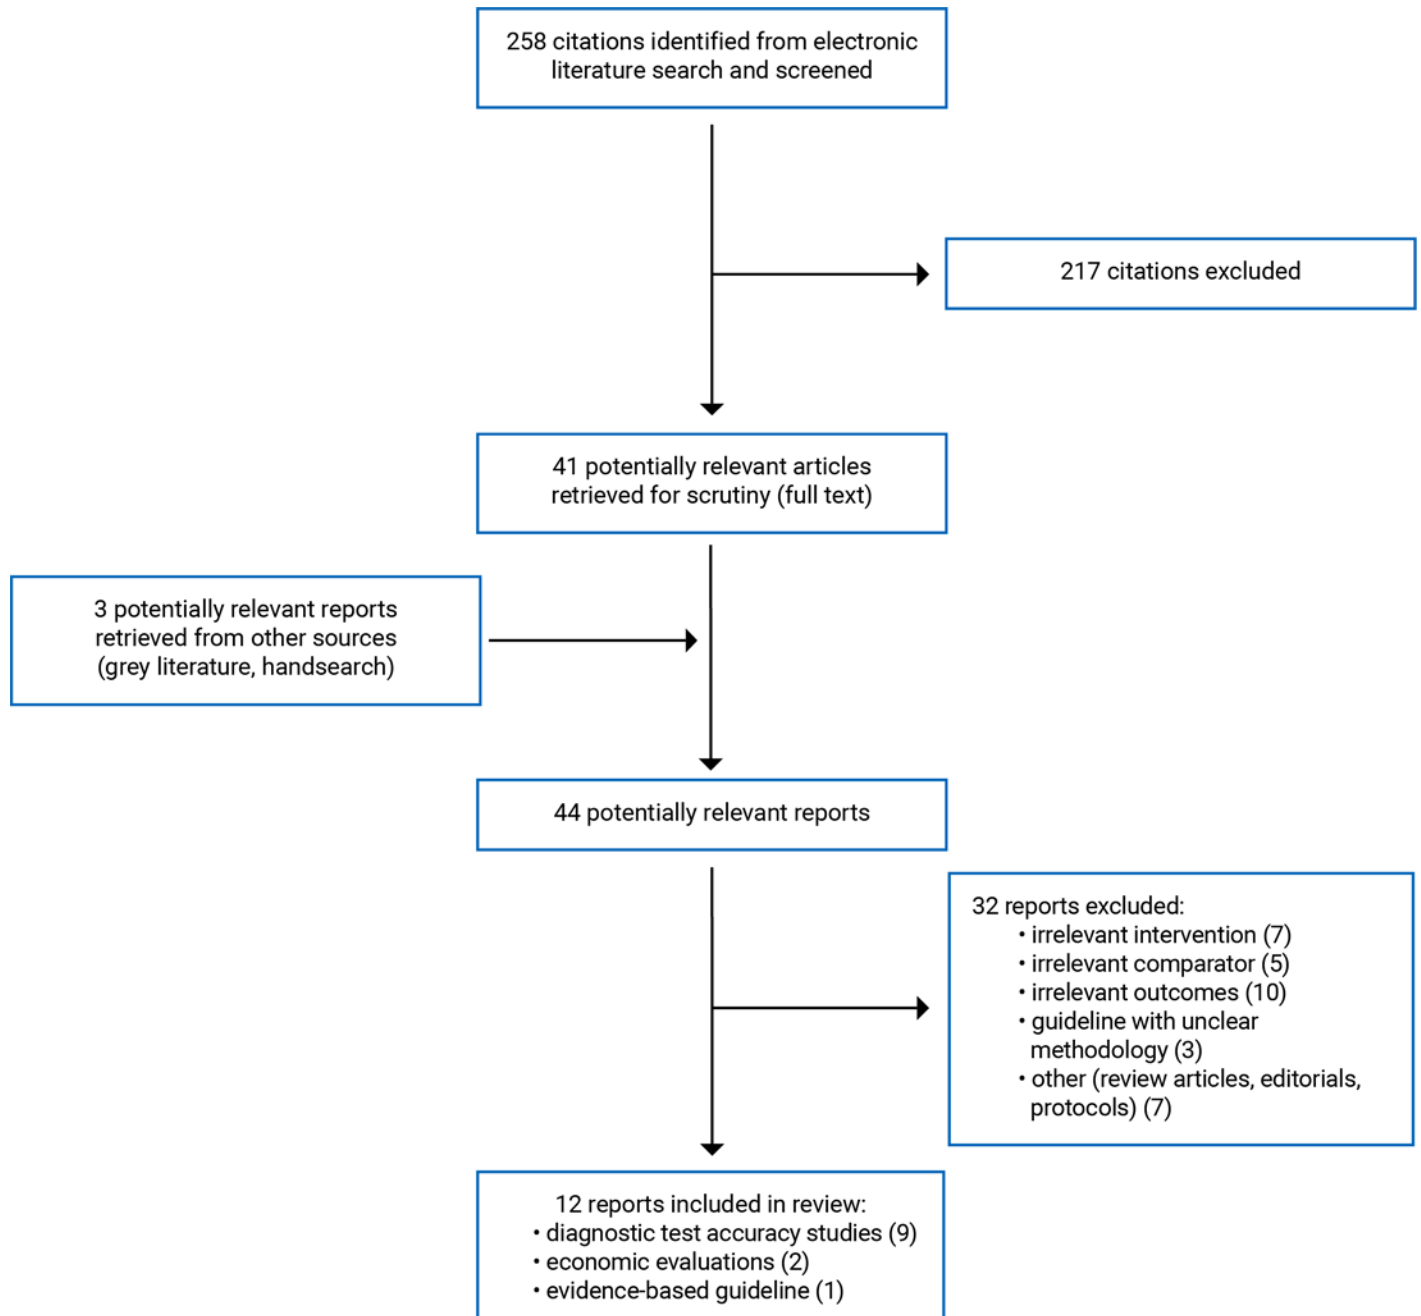 258 citations identified from electronic
literature search and screened
217 citations excluded
41 potentially relevant articles
retrieved for scrutiny (full text)
3 potentially relevant reports
retrieved from other sources
(grey literature, handsearch)
44 potentially relevant reports
32 reports excluded:
• irrelevant intervention (7)
• irrelevant comparator (5)
• irrelevant outcomes (10)
• guideline with unclear
methodology (3)
• other (review articles, editorials,
protocols) (7)
12 reports included in review:
• diagnostic test accuracy studies (9)
• economic evaluations (2)
• evidence-based guideline (1)